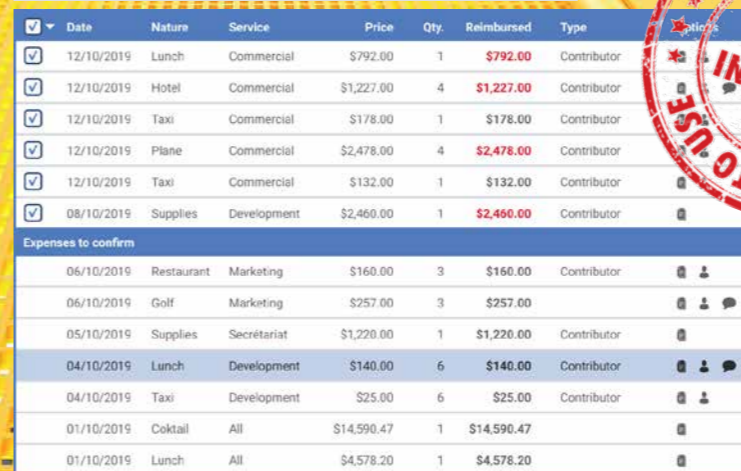 Date Nature Service Price Qty. Reimbursed Type
12/10/2019 Lunch Commercial $792.00 1 $792.00 Contributor
12/10/2019 Hotel Commercial $1,227.00 4 $1,227.00 Contributor
12/10/2019 Taxi Commercial $178.00 1 $178.00 Contributor
12/10/2019 Plane Commercial $2,478.00 4 $2,478.00 Contributor
12/10/2019 Taxi Commercial $132.00 1 $132.00 Contributor
08/10/2019 Supplies Development $2,460.00 1 $2,460.00 Contributor
Expenses to confirm
06/10/2019 Restaurant Marketing $160.00 3 $160.00 Contributor
06/10/2019 Golf Marketing $257.00 3 $257.00
05/10/2019 Supplies Secrétariat $1,220.00 1 $1,220.00 Contributor
04/10/2019 Lunch Development $140.00 6 $140.00 Contributor
04/10/2019 Taxi Development $25.00 6 $25.00 Contributor
01/10/2019 Coktail All $14,590.47 1 $14,590.47
01/10/2019 Lunch All $4,578.20 1 $4,578.20
TO USE